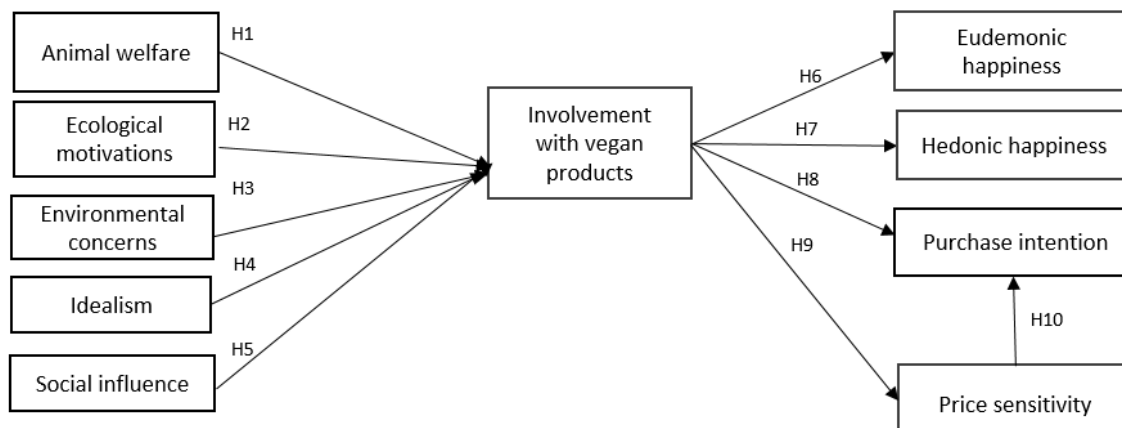 Animal welfare
H1
Ecological
motivations
H2
Environmental
concerns
H3
Idealism
H4
Social influence
H5
Involvement
with vegan
products
H6
Eudemonic
happiness
H7
Hedonic happiness
H8
Purchase intention
H9
H10
Price sensitivity